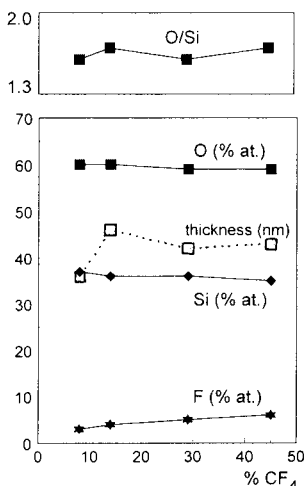 2.0
O/Si
1.3
70
O (% at.)
60
50
thickness (nm)
40
Si (% at.)
30
20
F (% at.)
10
0
0 10 20 30 40 50
% CF4